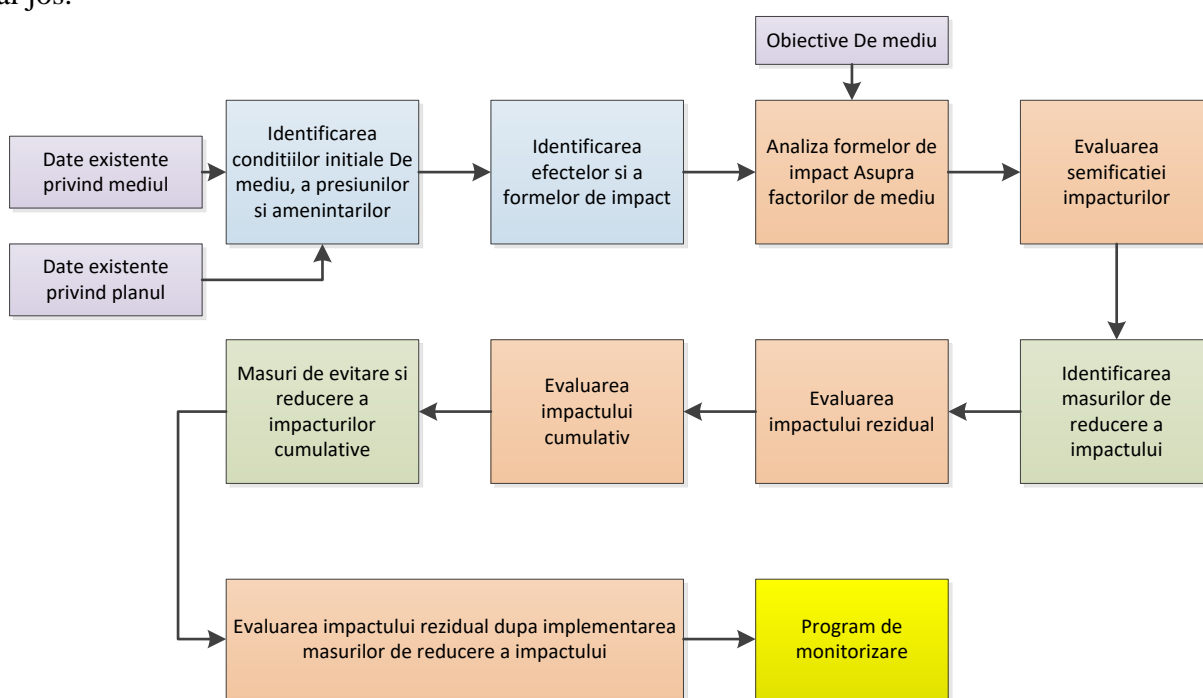 ai jos.
Obiective De mediu
Date existente
privind mediul
Identificarea
conditiilor initiale De
mediu, a presiunilor
si amenintarilor
Identificarea
efectelor si a
formelor de impact
Analiza formelor de
impact Asupra
factorilor de mediu
Evaluarea
semificatiei
impacturilor
Date existente
privind planul
Masuri de evitare si
reducere a
impacturilor
cumulative
Evaluarea
impactului
cumulativ
Evaluarea
impactului rezidual
Identificarea
masurilor de
reducere a
impactului
Evaluarea impactului rezidual dupa implementarea
masurilor de reducere a impactului
Program de
monitorizare